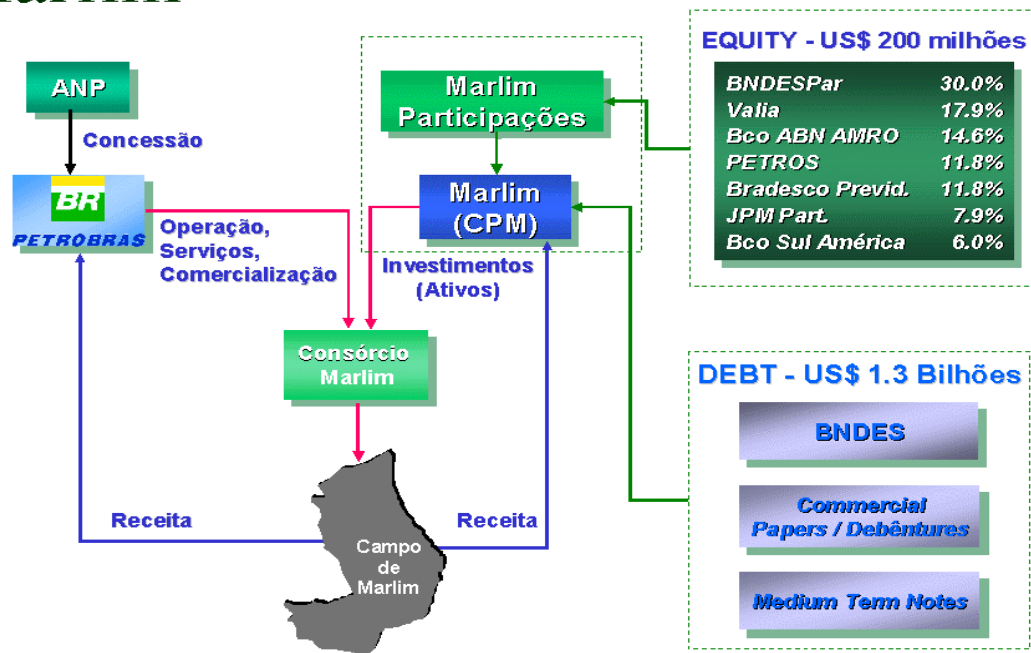 ANP
Concessão
BR
PETROBRAS
Operação,
Serviços,
Comercialização
Marlim
Participações
Marlim
(CPM)
Investimentos
(Ativos)
Consórcio
Marlim
Receita
Receita
Campo
de
Marlim
EQUITY - US$ 200 milhões
BNDESPar 30.0%
Valia 17.9%
Bco ABN AMRO 14.6%
PETROS 11.8%
Bradesco Previd. 11.8%
JPM Part. 7.9%
Bco Sul América 6.0%
DEBT - US$ 1.3 Bilhões
BNDES
Commercial
Papers / Debêntures
Medium Term Notes